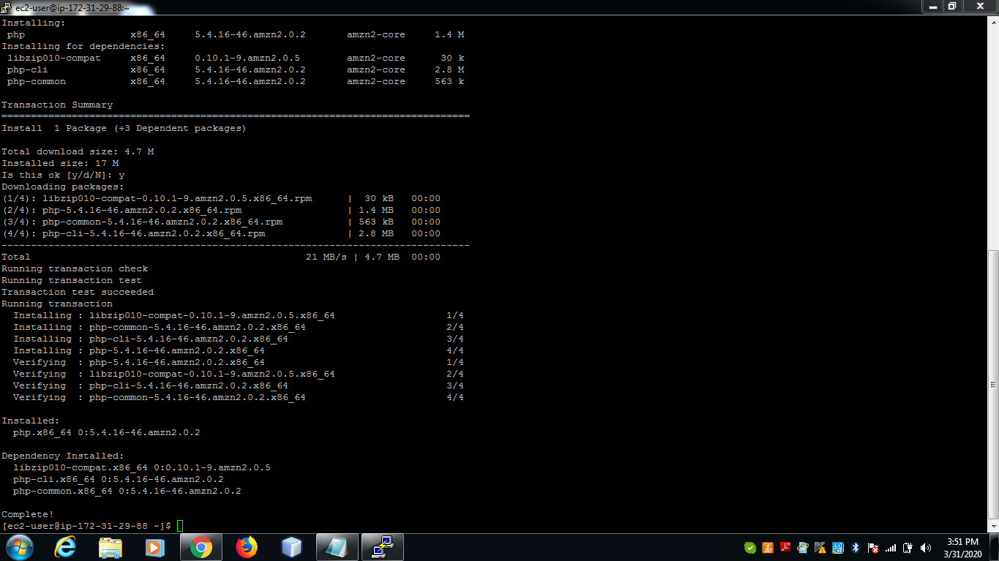 ec2-user@ip-172-31-29-88:~
Installing:
php x86_64 5.4.16-46.amzn2.0.2 amzn2-core 1.4 M
Installing for dependencies:
libzip010-compat x86_64 0.10.1-9.amzn2.0.5 amzn2-core 30 k
php-cli x86_64 5.4.16-46.amzn2.0.2 amzn2-core 2.8 M
php-common x86_64 5.4.16-46.amzn2.0.2 amzn2-core 563 k
Transaction Summary
================================================================================
Install 1 Package (+3 Dependent packages)
Total download size: 4.7 M
Installed size: 17 M
Is this ok [y/d/N]: y
Downloading packages:
(1/4): libzip010-compat-0.10.1-9.amzn2.0.5.x86_64.rpm | 30 kB 00:00
(2/4): php-5.4.16-46.amzn2.0.2.x86_64.rpm | 1.4 MB 00:00
(3/4): php-common-5.4.16-46.amzn2.0.2.x86_64.rpm | 563 kB 00:00
(4/4): php-cli-5.4.16-46.amzn2.0.2.x86_64.rpm | 2.8 MB 00:00
--------------------------------------------------------------------------------
Total 21 MB/s | 4.7 MB 00:00
Running transaction check
Running transaction test
Transaction test succeeded
Running transaction
Installing : libzip010-compat-0.10.1-9.amzn2.0.5.x86_64 1/4
Installing : php-common-5.4.16-46.amzn2.0.2.x86_64 2/4
Installing : php-cli-5.4.16-46.amzn2.0.2.x86_64 3/4
Installing : php-5.4.16-46.amzn2.0.2.x86_64 4/4
Verifying : php-5.4.16-46.amzn2.0.2.x86_64 1/4
Verifying : libzip010-compat-0.10.1-9.amzn2.0.5.x86_64 2/4
Verifying : php-cli-5.4.16-46.amzn2.0.2.x86_64 3/4
Verifying : php-common-5.4.16-46.amzn2.0.2.x86_64 4/4
Installed:
php.x86_64 0:5.4.16-46.amzn2.0.2
Dependency Installed:
libzip010-compat.x86_64 0:0.10.1-9.amzn2.0.5
php-cli.x86_64 0:5.4.16-46.amzn2.0.2
php-common.x86_64 0:5.4.16-46.amzn2.0.2
Complete!
[ec2-user@ip-172-31-29-88 ~]$
3:51 PM
3/31/2020